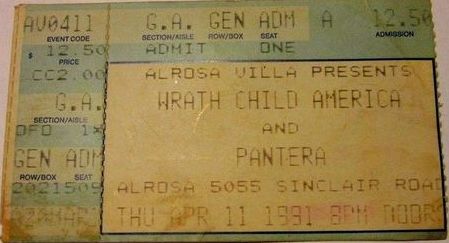 AV0411 G.A. GEN ADM A 12.50
EVENT CODE SECTION/AISLE ROW/BOX SEAT ADMISSION
$ 12.50 ADMIT ONE
PRICE
CC2.00 ALROSA VILLA PRESENTS
G.A. WRATH CHILD AMERICA
SECTION/AISLE
AND
GEN ADM PANTERA
ROW/BOX SEAT
ALROSA 5055 SINCLAIR ROAD
THU APR 11 1991 8PM DOORS